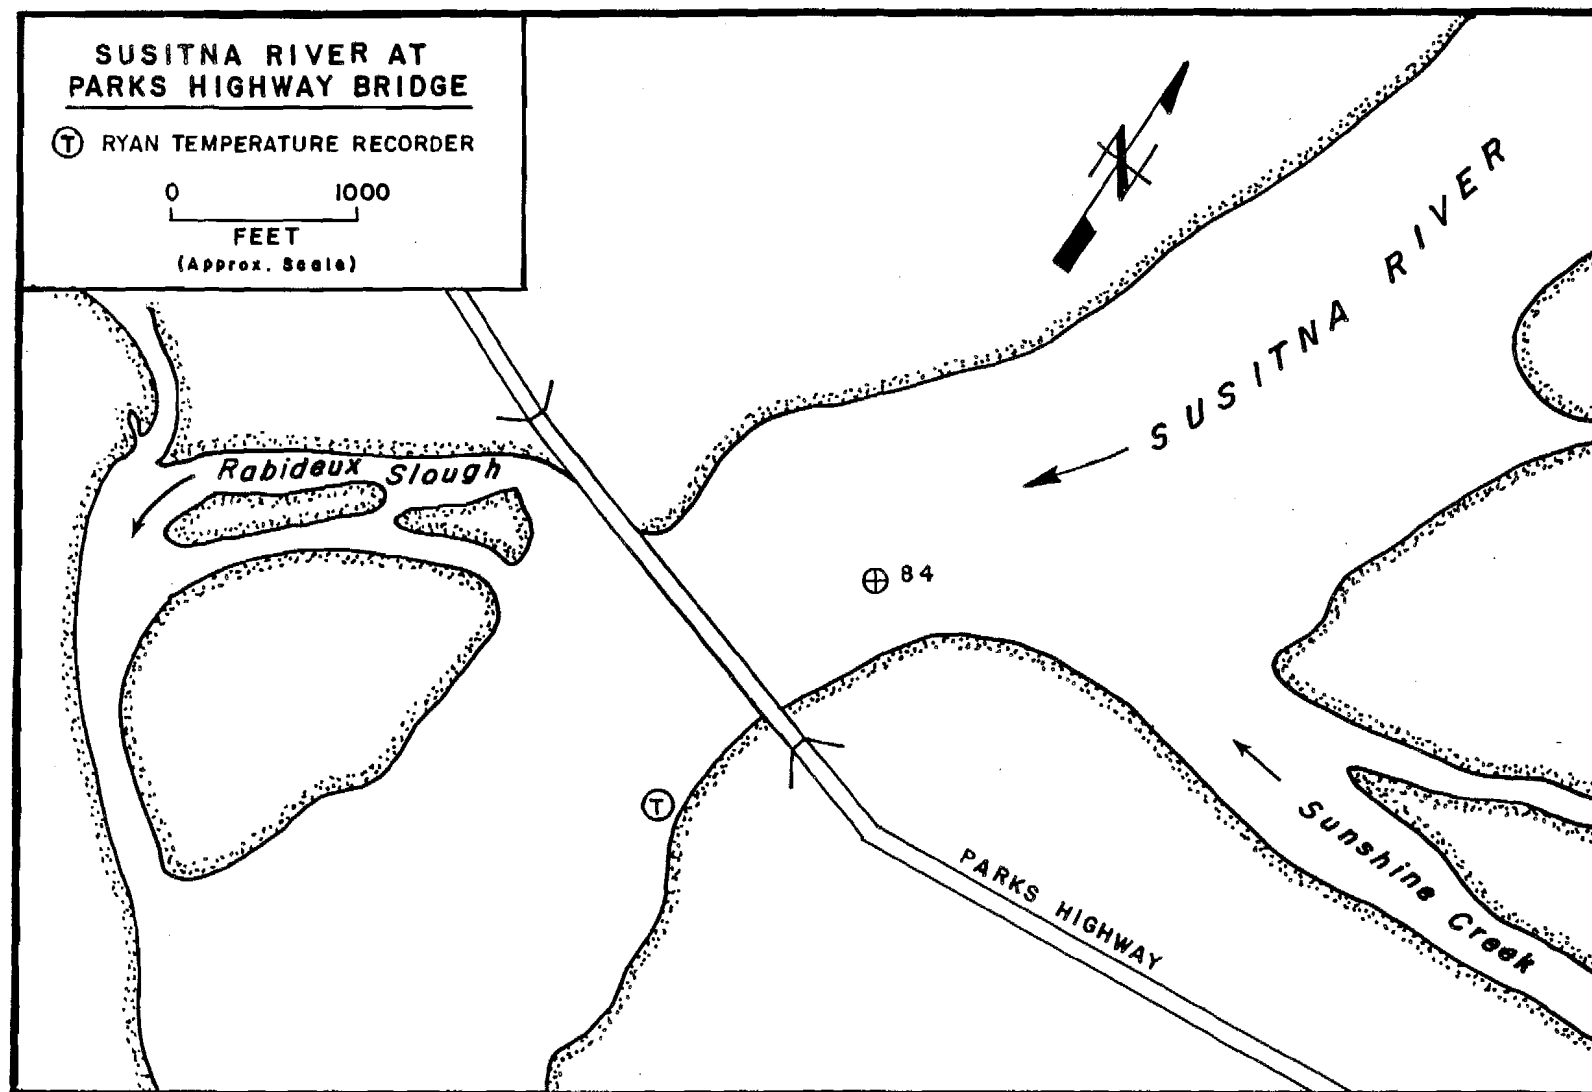 SUSITNA RIVER AT
PARKS HIGHWAY BRIDGE
T RYAN TEMPERATURE RECORDER
0 1000
FEET
(Approx. Scale)
N
SUSITNA RIVER
Rabideux Slough
84
T
Sunshine Creek
PARKS HIGHWAY